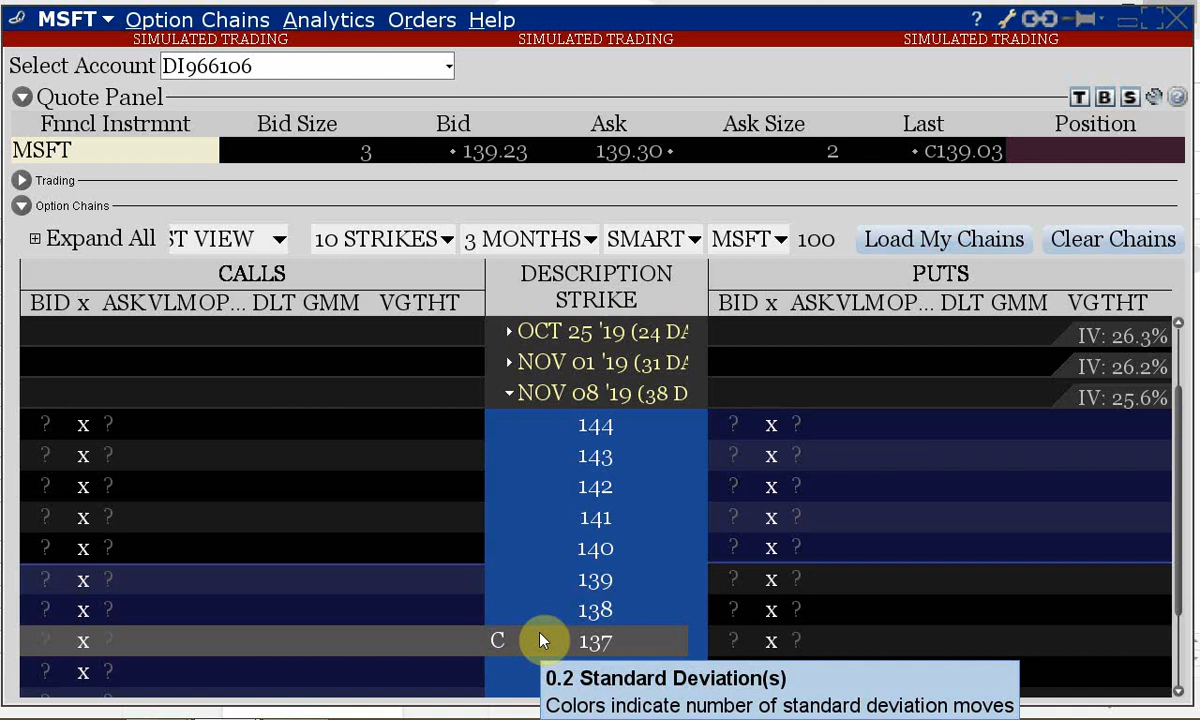 MSFT Option Chains Analytics Orders Help ?
SIMULATED TRADING SIMULATED TRADING SIMULATED TRADING
Select Account DI966106
Quote Panel T B S ?
Fnncl Instrmnt Bid Size Bid Ask Ask Size Last Position
MSFT 3 • 139.23 139.30 • 2 • C139.03
Trading
Option Chains
Expand All ST VIEW 10 STRIKES 3 MONTHS SMART MSFT 100 Load My Chains Clear Chains
CALLS DESCRIPTION PUTS
STRIKE
BID x ASK VLM OP... DLT GMM VG THT BID x ASK VLM OP... DLT GMM VG THT
OCT 25 '19 (24 DA IV: 26.3%
NOV 01 '19 (31 DA IV: 26.2%
NOV 08 '19 (38 D IV: 25.6%
? x ? 144 ? x ?
? x ? 143 ? x ?
? x ? 142 ? x ?
? x ? 141 ? x ?
? x ? 140 ? x ?
? x ? 139 ? x ?
? x ? 138 ? x ?
? x ? C 137 ? x ?
? x ?
0.2 Standard Deviation(s)
Colors indicate number of standard deviation moves